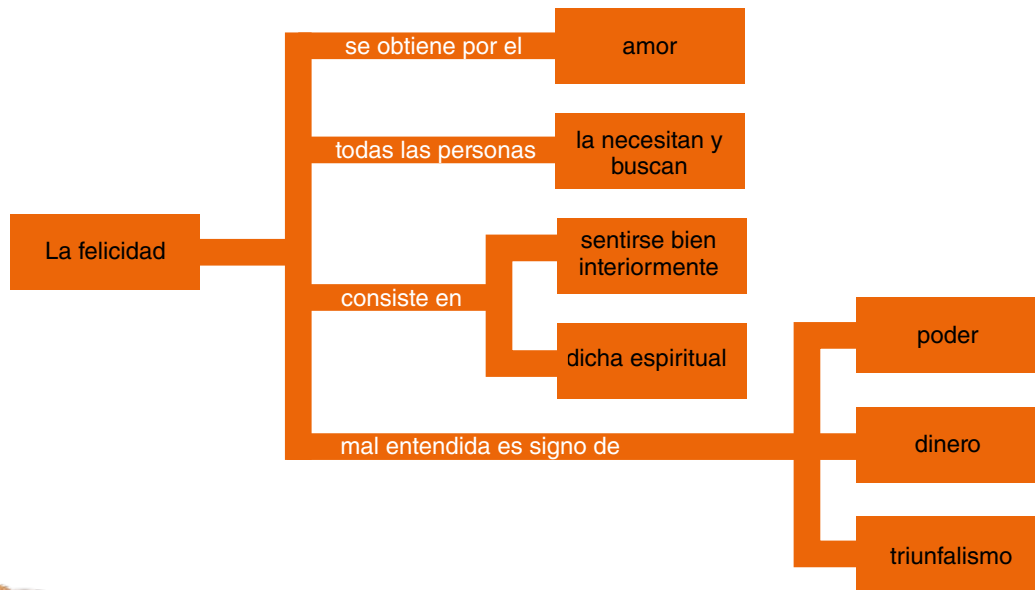 La felicidad
se obtiene por el
amor
todas las personas
la necesitan y
buscan
consiste en
sentirse bien
interiormente
dicha espiritual
mal entendida es signo de
poder
dinero
triunfalismo